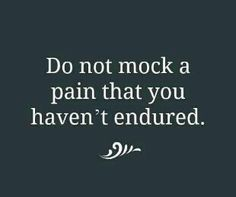 Do not mock a
pain that you
haven’t endured.